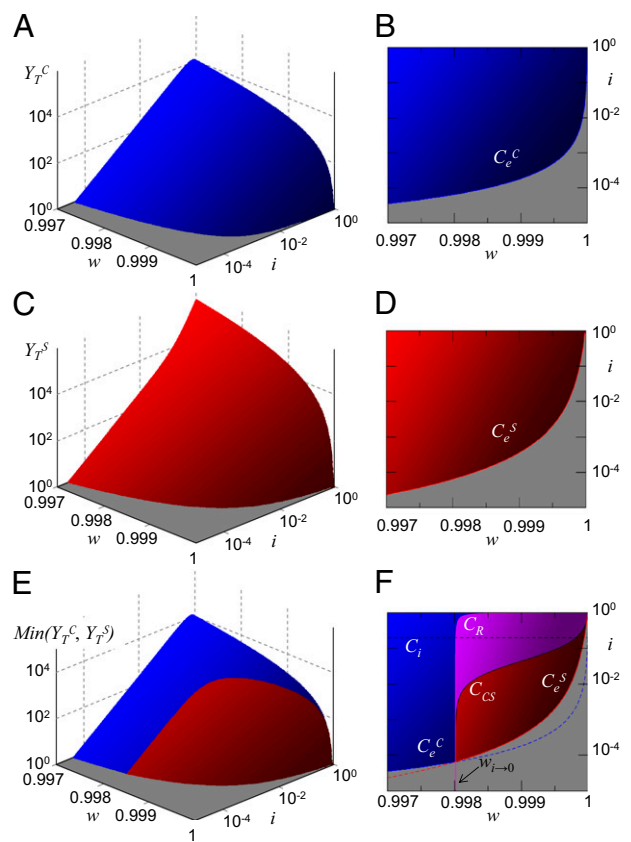 A
Y_T^C
10^4
10^2
10^0
0.997
0.998
0.999
1
w
10^-4
10^-2
10^0
i
B
C_e^C
10^0
i
10^-2
10^-4
0.997 0.998 0.999 1
w
C
Y_T^S
10^4
10^2
10^0
0.997
0.998
0.999
1
w
10^-4
10^-2
10^0
i
D
C_e^S
10^0
i
10^-2
10^-4
0.997 0.998 0.999 1
w
E
Min(Y_T^C, Y_T^S)
10^4
10^2
10^0
0.997
0.998
0.999
1
w
10^-4
10^-2
10^0
i
F
C_R
C_i
C_CS
C_e^S
C_e^C
w_i→0
10^0
i
10^-2
10^-4
0.997 0.998 0.999 1
w